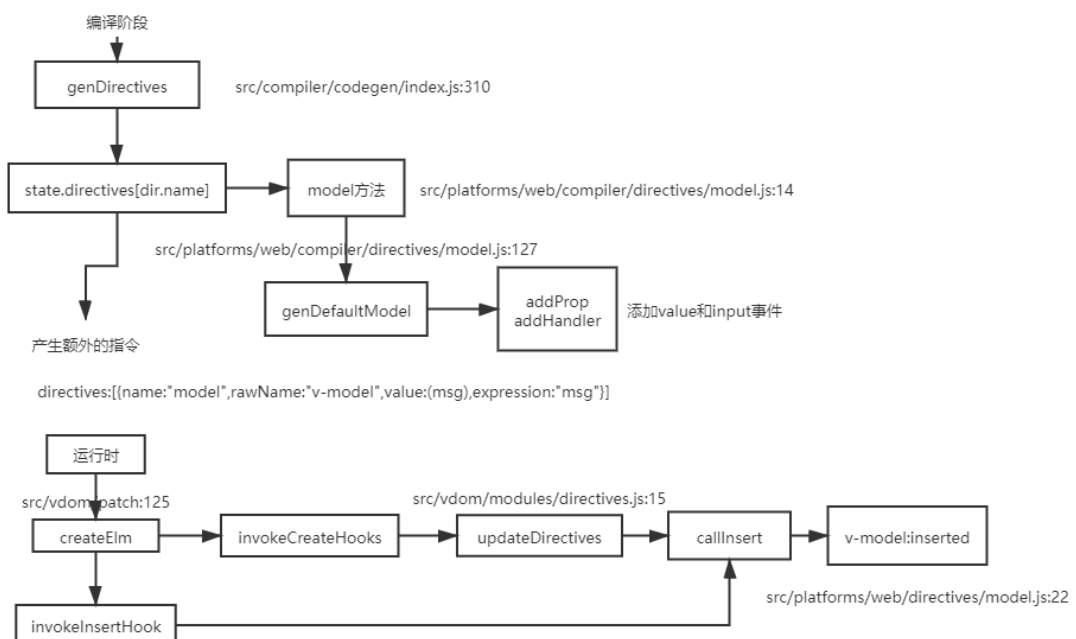 编译阶段
genDirectives
src/compiler/codegen/index.js:310
state.directives[dir.name]
model方法
src/platforms/web/compiler/directives/model.js:14
src/platforms/web/compiler/directives/model.js:127
genDefaultModel
addProp
addHandler
添加value和input事件
产生额外的指令
directives:[{name:"model",rawName:"v-model",value:(msg),expression:"msg"}]
运行时
src/vdom/patch:125
src/vdom/modules/directives.js:15
createElm
invokeCreateHooks
updateDirectives
callInsert
v-model:inserted
src/platforms/web/directives/model.js:22
invokeInsertHook